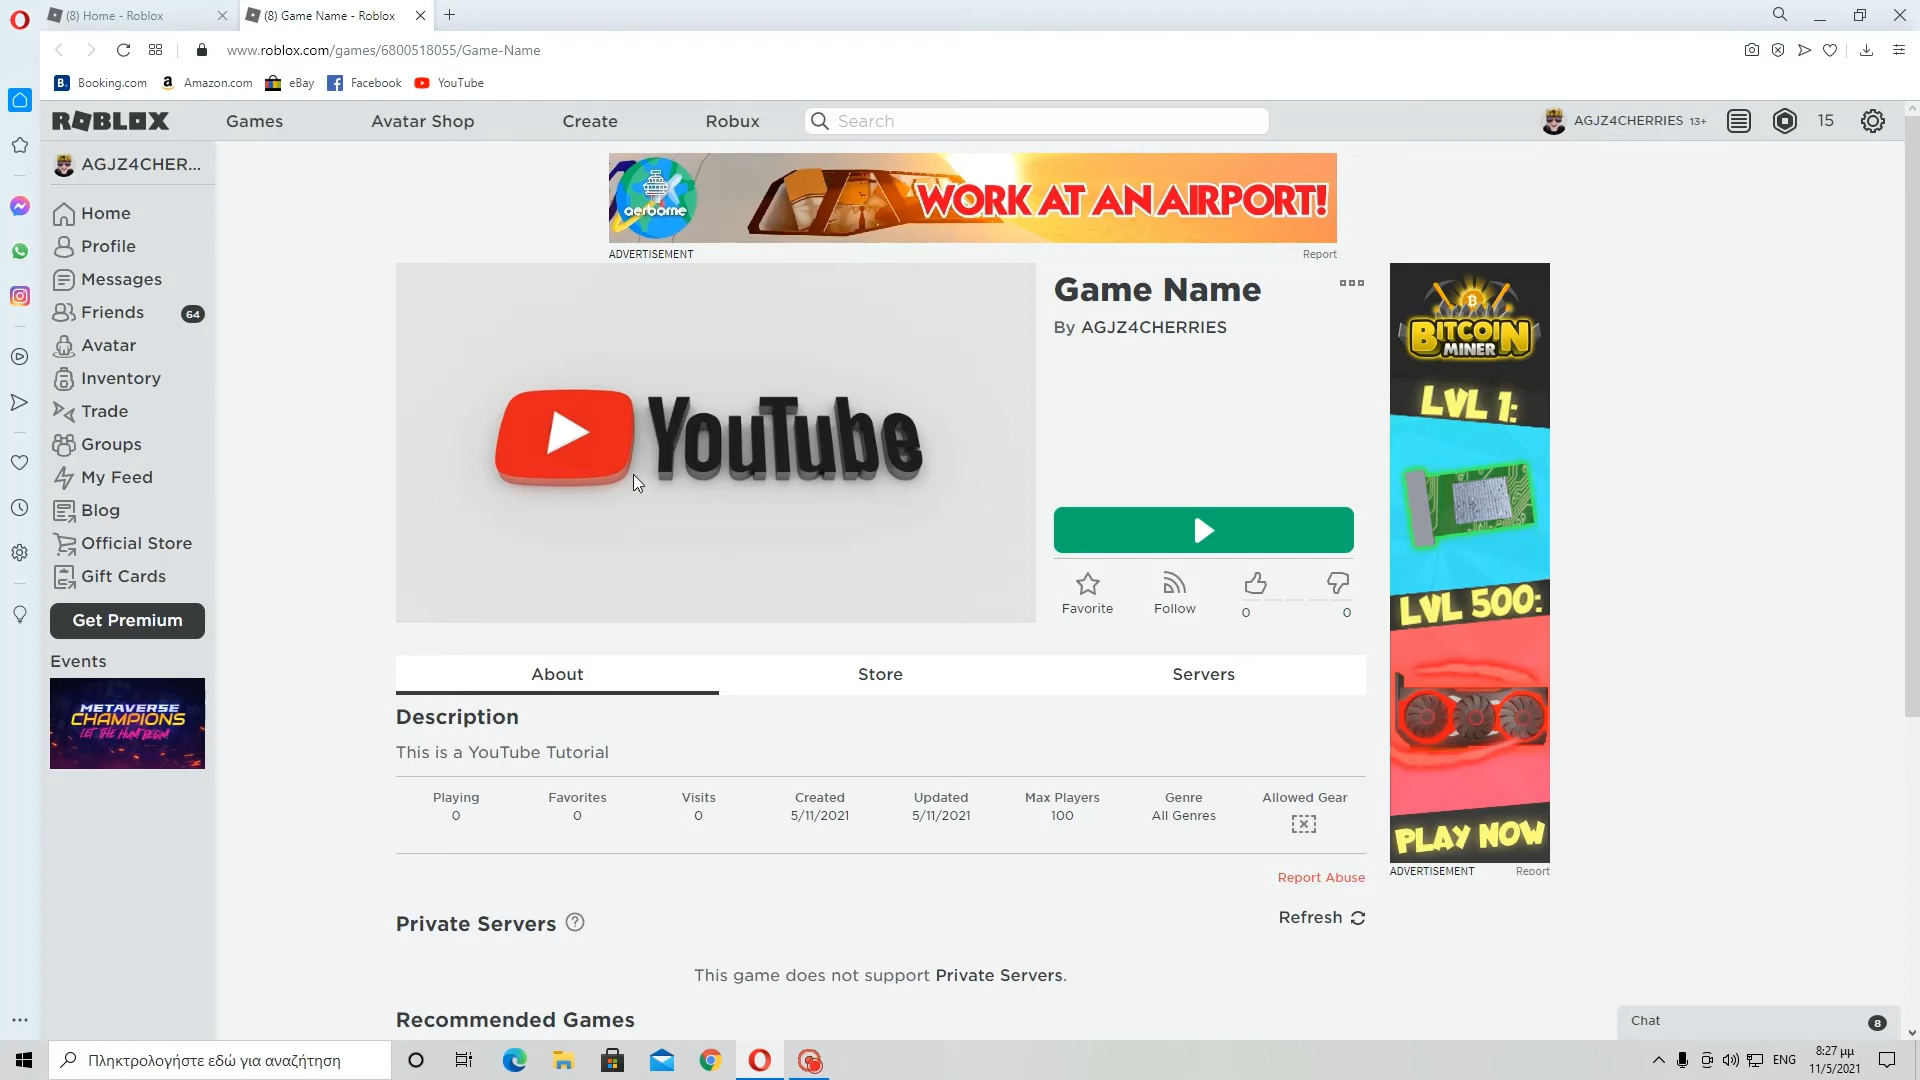 (8) Home - Roblox
(8) Game Name - Roblox
www.roblox.com/games/6800518055/Game-Name
B. Booking.com
a Amazon.com
eBay
Facebook
YouTube
ROBLOX
Games
Avatar Shop
Create
Robux
Search
AGJZ4CHERRIES 13+
15
AGJZ4CHER...
Home
Profile
Messages
Friends 64
Avatar
Inventory
Trade
Groups
My Feed
Blog
Official Store
Gift Cards
Get Premium
Events
METAVERSE
CHAMPIONS
LET THE HUNT BEGIN!
aerborne
WORK AT AN AIRPORT!
ADVERTISEMENT
Report
YouTube
Game Name
By AGJZ4CHERRIES
Favorite
Follow
0
0
BITCOIN
MINER
LVL 1:
LVL 500:
PLAY NOW
ADVERTISEMENT
Report
About
Store
Servers
Description
This is a YouTube Tutorial
Playing
0
Favorites
0
Visits
0
Created
5/11/2021
Updated
5/11/2021
Max Players
100
Genre
All Genres
Allowed Gear
Report Abuse
Private Servers
Refresh
This game does not support Private Servers.
Recommended Games
Chat
8
Πληκτρολογήστε εδώ για αναζήτηση
ENG
8:27 μμ
11/5/2021